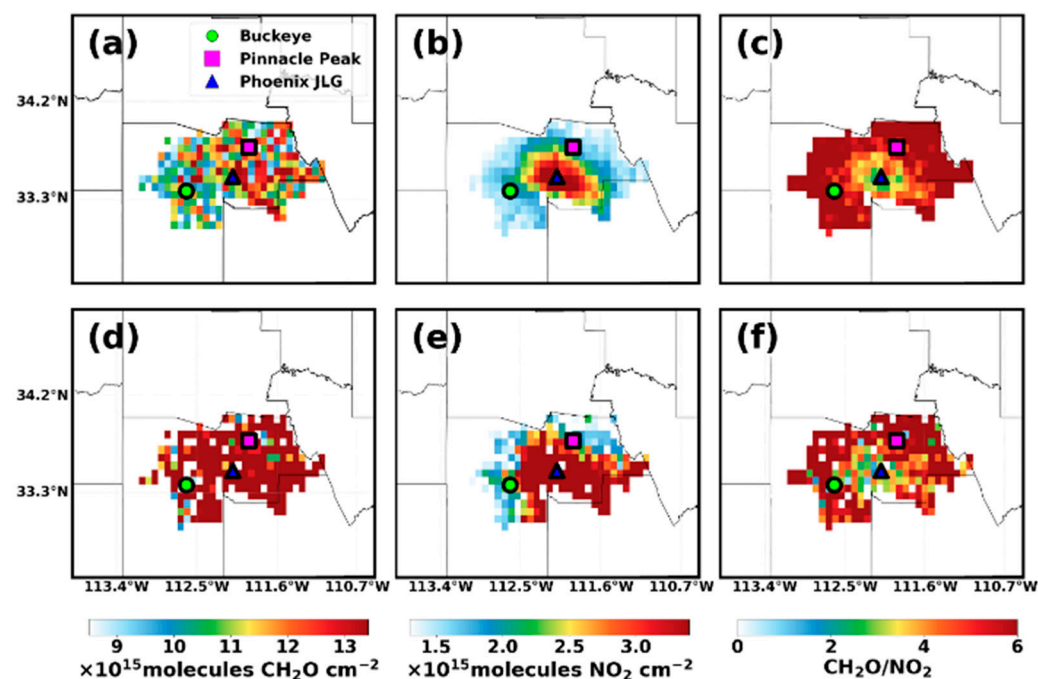 (a)
Buckeye
Pinnacle Peak
Phoenix JLG
(b)
(c)
34.2°N
33.3°N
(d)
(e)
(f)
34.2°N
33.3°N
113.4°W 112.5°W 111.6°W 110.7°W
113.4°W 112.5°W 111.6°W 110.7°W
113.4°W 112.5°W 111.6°W 110.7°W
9 10 11 12 13
×10¹⁵molecules CH₂O cm⁻²
1.5 2.0 2.5 3.0
×10¹⁵molecules NO₂ cm⁻²
0 2 4 6
CH₂O/NO₂